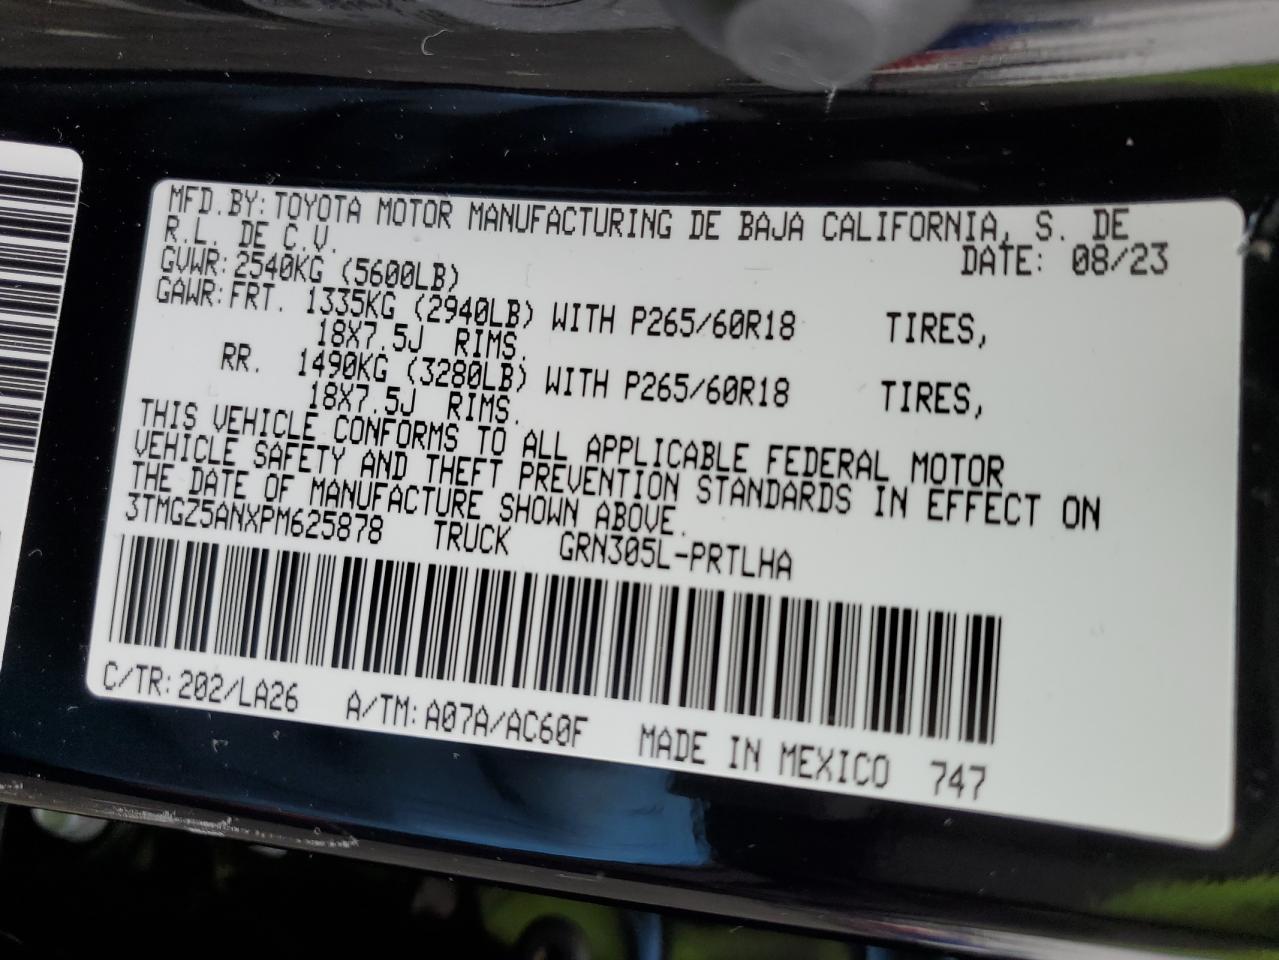 MFD.BY: TOYOTA MOTOR MANUFACTURING DE BAJA CALIFORNIA, S. DE
R.L. DE C.V. DATE: 08/23
GVWR: 2540KG (5600LB)
GAWR: FRT. 1335KG (2940LB) WITH P265/60R18 TIRES,
18X7.5J RIMS.
RR. 1490KG (3280LB) WITH P265/60R18 TIRES,
18X7.5J RIMS.
THIS VEHICLE CONFORMS TO ALL APPLICABLE FEDERAL MOTOR
VEHICLE SAFETY AND THEFT PREVENTION STANDARDS IN EFFECT ON
THE DATE OF MANUFACTURE SHOWN ABOVE.
3TMGZ5ANXPM625878 TRUCK GRN305L-PRTLHA
C/TR: 202/LA26 A/TM: A07A/AC60F MADE IN MEXICO 747